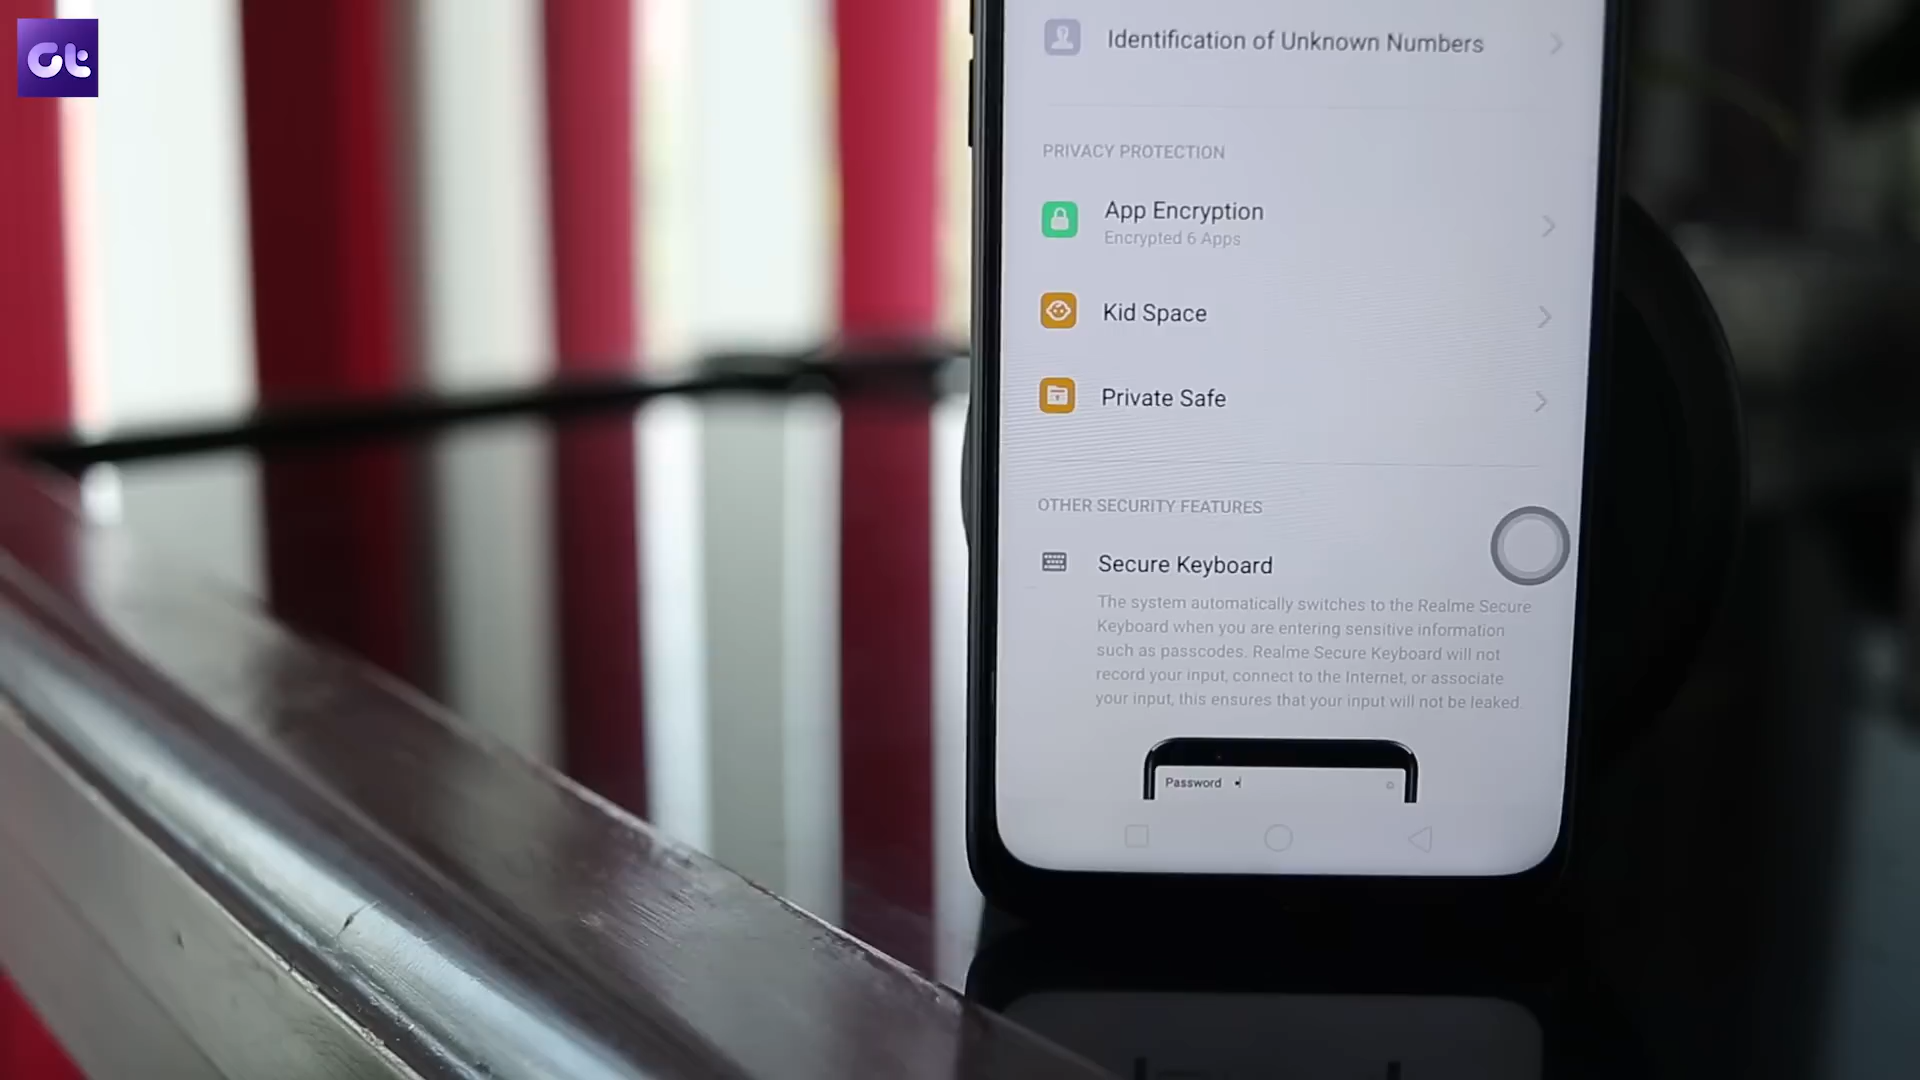 Gt
Identification of Unknown Numbers
PRIVACY PROTECTION
App Encryption
Encrypted 6 Apps
Kid Space
Private Safe
OTHER SECURITY FEATURES
Secure Keyboard
The system automatically switches to the Realme Secure
Keyboard when you are entering sensitive information
such as passcodes. Realme Secure Keyboard will not
record your input, connect to the Internet, or associate
your input, this ensures that your input will not be leaked.
Password